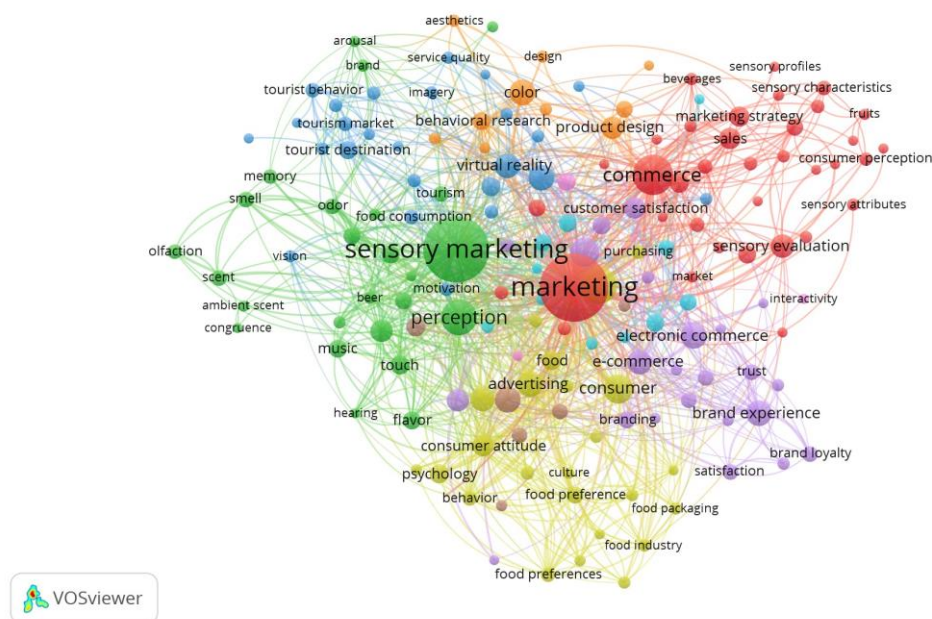 aesthetics
arousal
design
brand
service quality
sensory profiles
beverages
sensory characteristics
tourist behavior
imagery
color
marketing strategy
fruits
tourism market
behavioral research
product design
sales
tourist destination
virtual reality
consumer perception
memory
commerce
smell
tourism
odor
food consumption
customer satisfaction
sensory attributes
olfaction
vision
sensory marketing
purchasing
sensory evaluation
scent
motivation
marketing
market
ambient scent
beer
interactivity
congruence
perception
electronic commerce
music
touch
food
e-commerce
advertising
consumer
trust
hearing
flavor
branding
brand experience
consumer attitude
brand loyalty
psychology
culture
satisfaction
behavior
food preference
food packaging
food industry
food preferences
VOSviewer